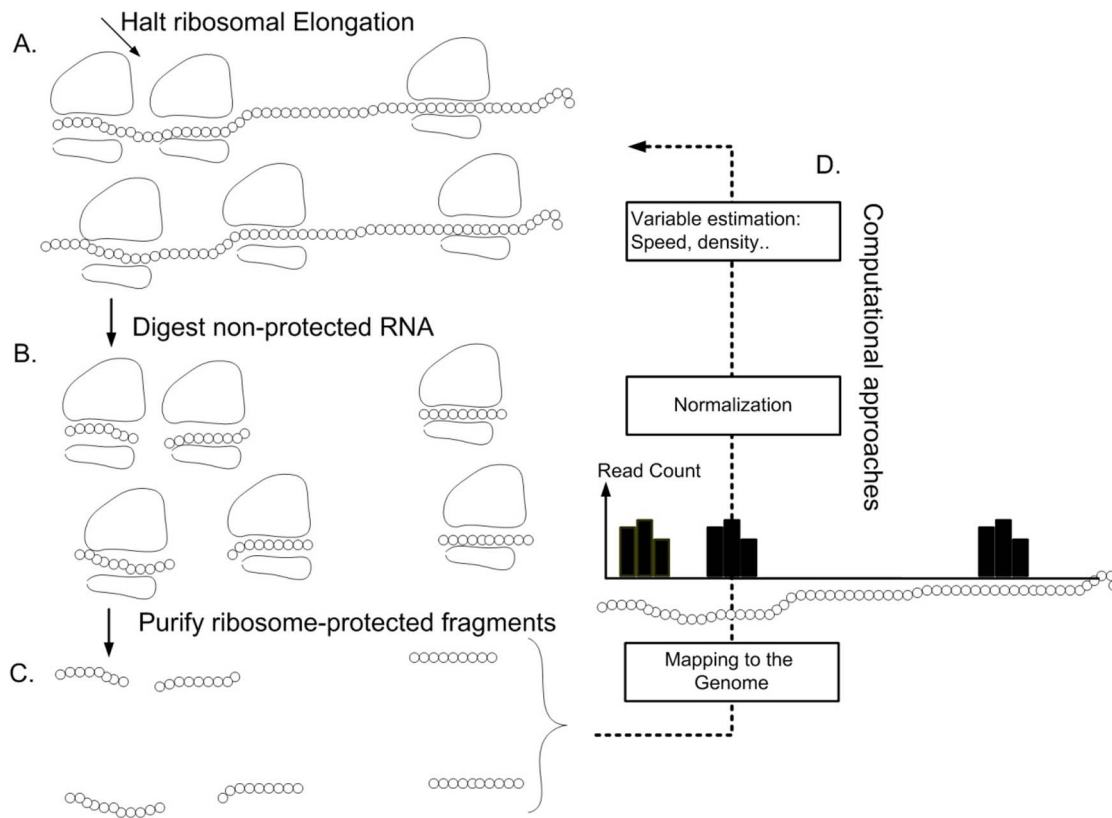 Halt ribosomal Elongation
A.
Digest non-protected RNA
B.
Purify ribosome-protected fragments
C.
D.
Computational approaches
Variable estimation:
Speed, density..
Normalization
Read Count
Mapping to the
Genome